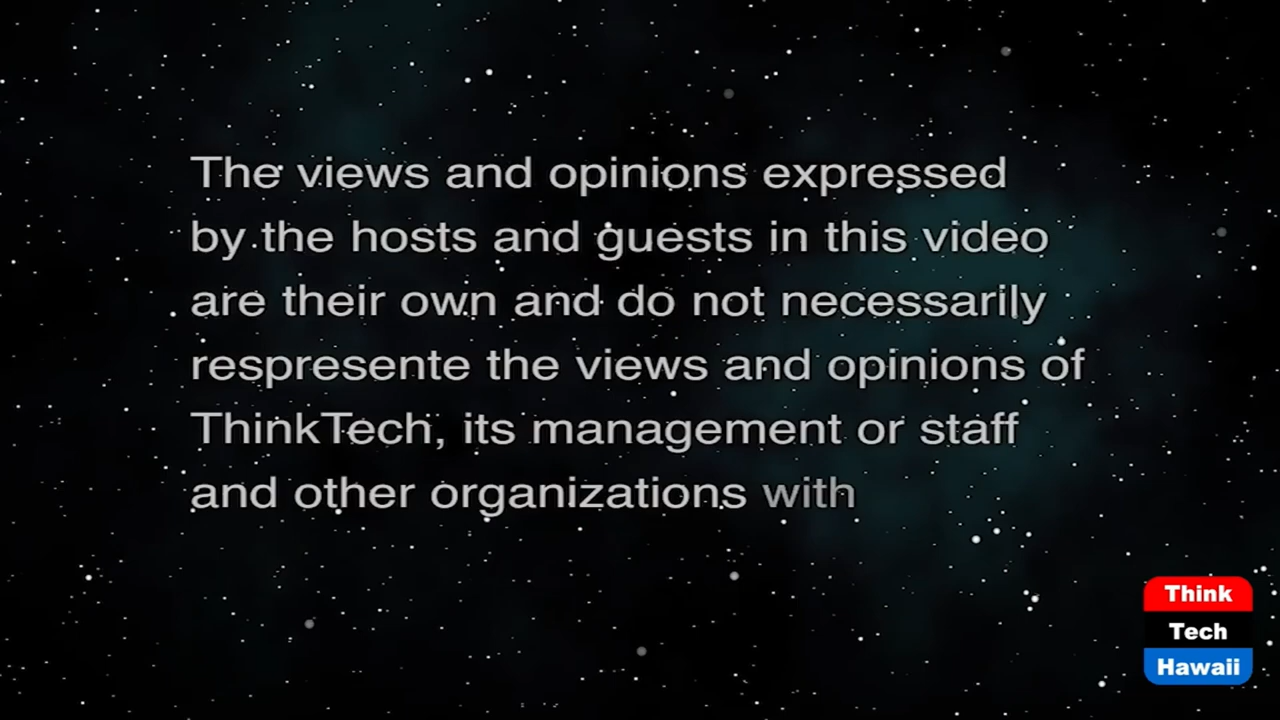 The views and opinions expressed
by the hosts and guests in this video
are their own and do not necessarily
respresente the views and opinions of
ThinkTech, its management or staff
and other organizations with
Think
Tech
Hawaii